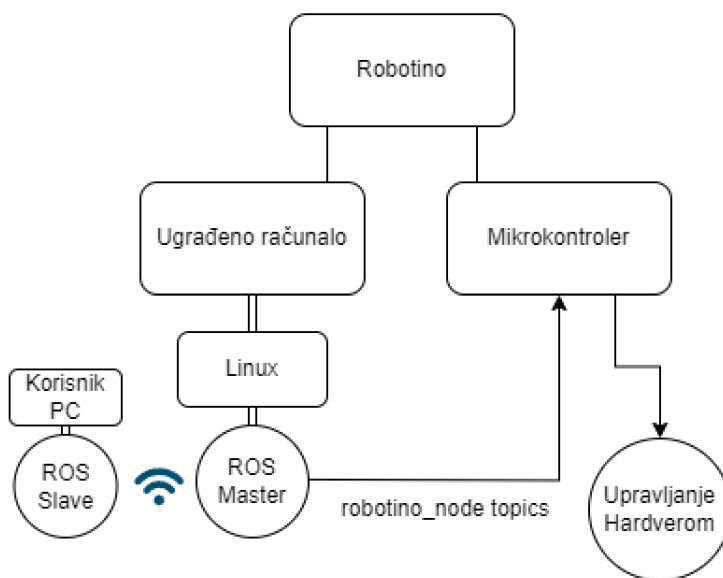 Robotino
Ugrađeno računalo
Mikrokontroler
Linux
Korisnik
PC
ROS
Slave
ROS
Master
robotino_node topics
Upravljanje
Hardverom